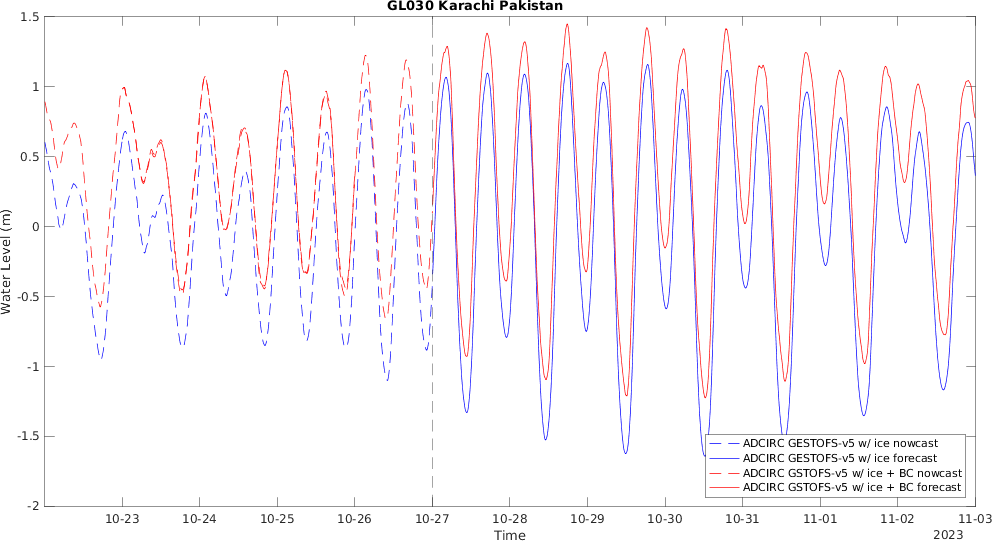 GL030 Karachi Pakistan
1.5
1
0.5
0
-0.5
-1
-1.5
-2
Water Level (m)
10-23 10-24 10-25 10-26 10-27 10-28 10-29 10-30 10-31 11-01 11-02 11-03
Time
2023
ADCIRC GESTOFS-v5 w/ ice nowcast
ADCIRC GESTOFS-v5 w/ ice forecast
ADCIRC GSTOFS-v5 w/ ice + BC nowcast
ADCIRC GSTOFS-v5 w/ ice + BC forecast